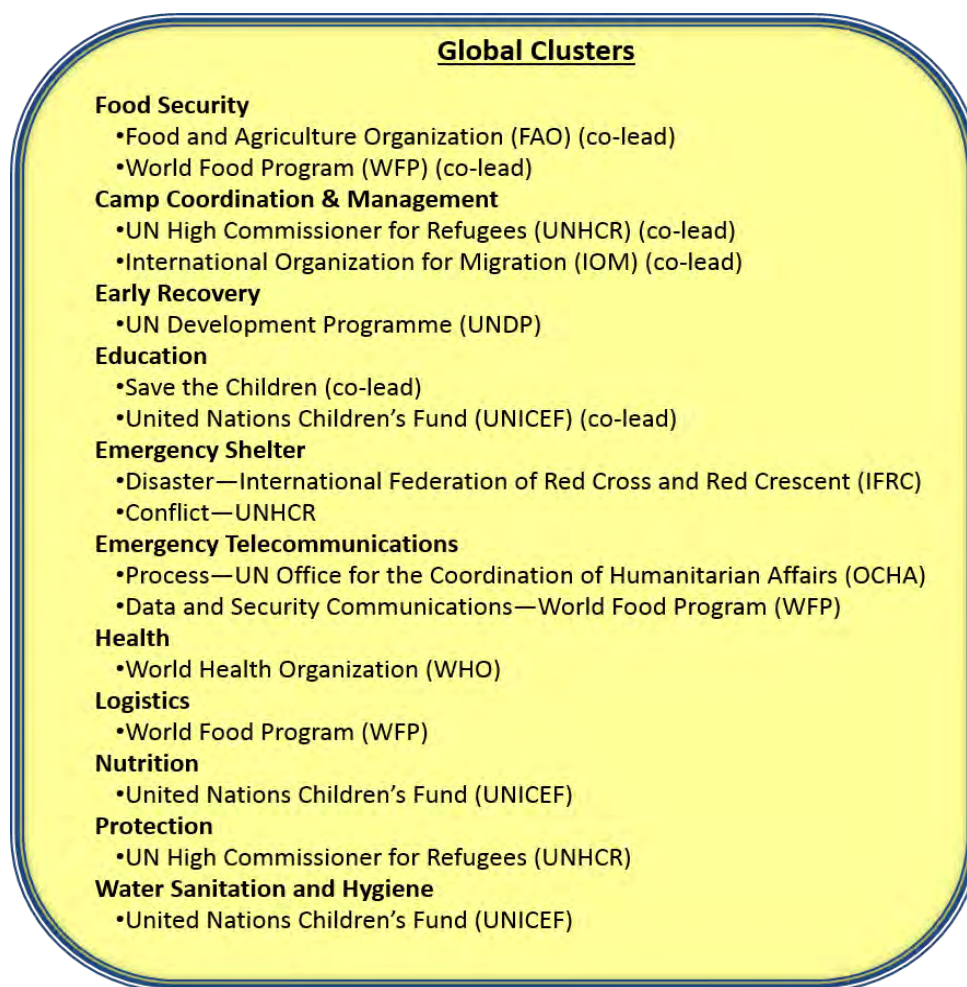 Global Clusters
Food Security
•Food and Agriculture Organization (FAO) (co-lead)
•World Food Program (WFP) (co-lead)
Camp Coordination & Management
•UN High Commissioner for Refugees (UNHCR) (co-lead)
•International Organization for Migration (IOM) (co-lead)
Early Recovery
•UN Development Programme (UNDP)
Education
•Save the Children (co-lead)
•United Nations Children’s Fund (UNICEF) (co-lead)
Emergency Shelter
•Disaster—International Federation of Red Cross and Red Crescent (IFRC)
•Conflict—UNHCR
Emergency Telecommunications
•Process—UN Office for the Coordination of Humanitarian Affairs (OCHA)
•Data and Security Communications—World Food Program (WFP)
Health
•World Health Organization (WHO)
Logistics
•World Food Program (WFP)
Nutrition
•United Nations Children’s Fund (UNICEF)
Protection
•UN High Commissioner for Refugees (UNHCR)
Water Sanitation and Hygiene
•United Nations Children’s Fund (UNICEF)